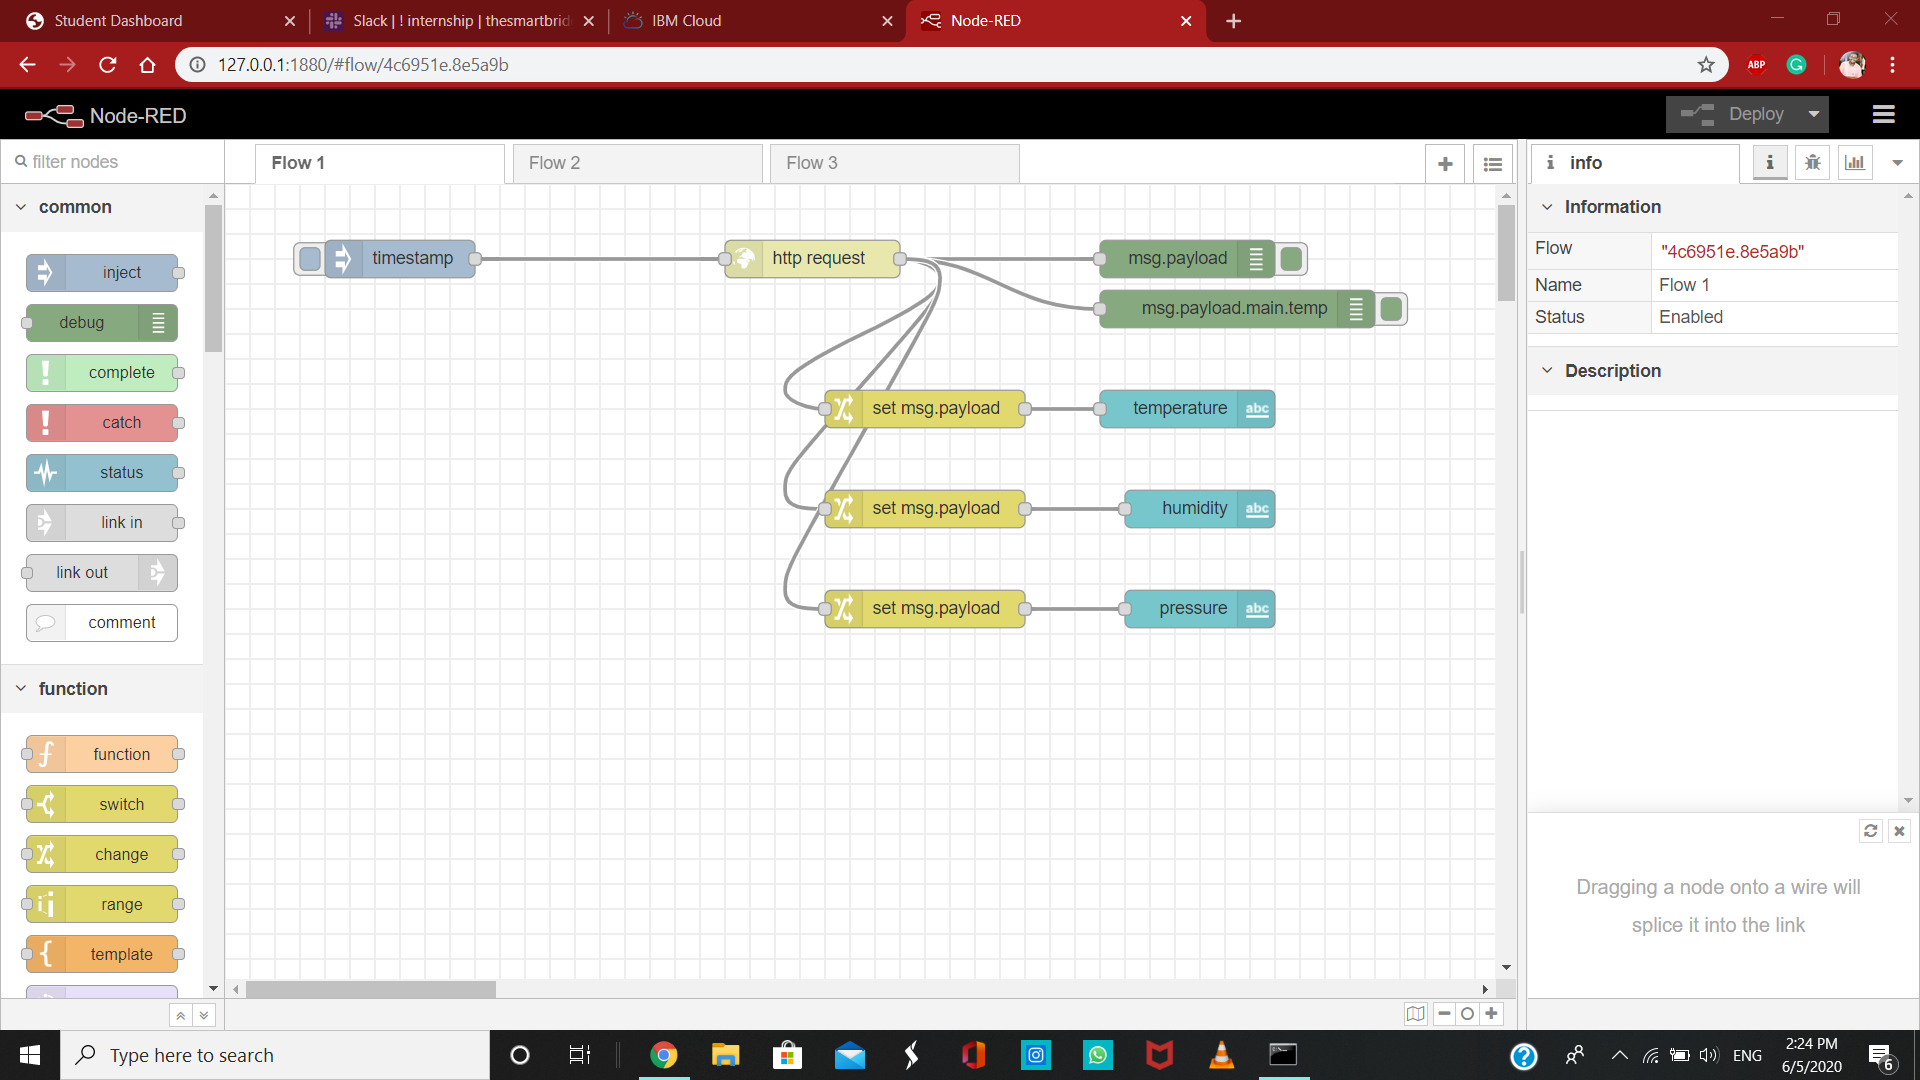 Student Dashboard
Slack | ! internship | thesmartbrid
IBM Cloud
Node-RED
127.0.0.1:1880/#flow/4c6951e.8e5a9b
ABP
Node-RED
Deploy
filter nodes
Flow 1
Flow 2
Flow 3
info
common
inject
debug
complete
catch
status
link in
link out
comment
function
function
switch
change
range
template
timestamp
http request
msg.payload
msg.payload.main.temp
set msg.payload
temperature
abc
set msg.payload
humidity
abc
set msg.payload
pressure
abc
Information
Flow
"4c6951e.8e5a9b"
Name
Flow 1
Status
Enabled
Description
Dragging a node onto a wire will
splice it into the link
Type here to search
ENG
2:24 PM
6/5/2020
6